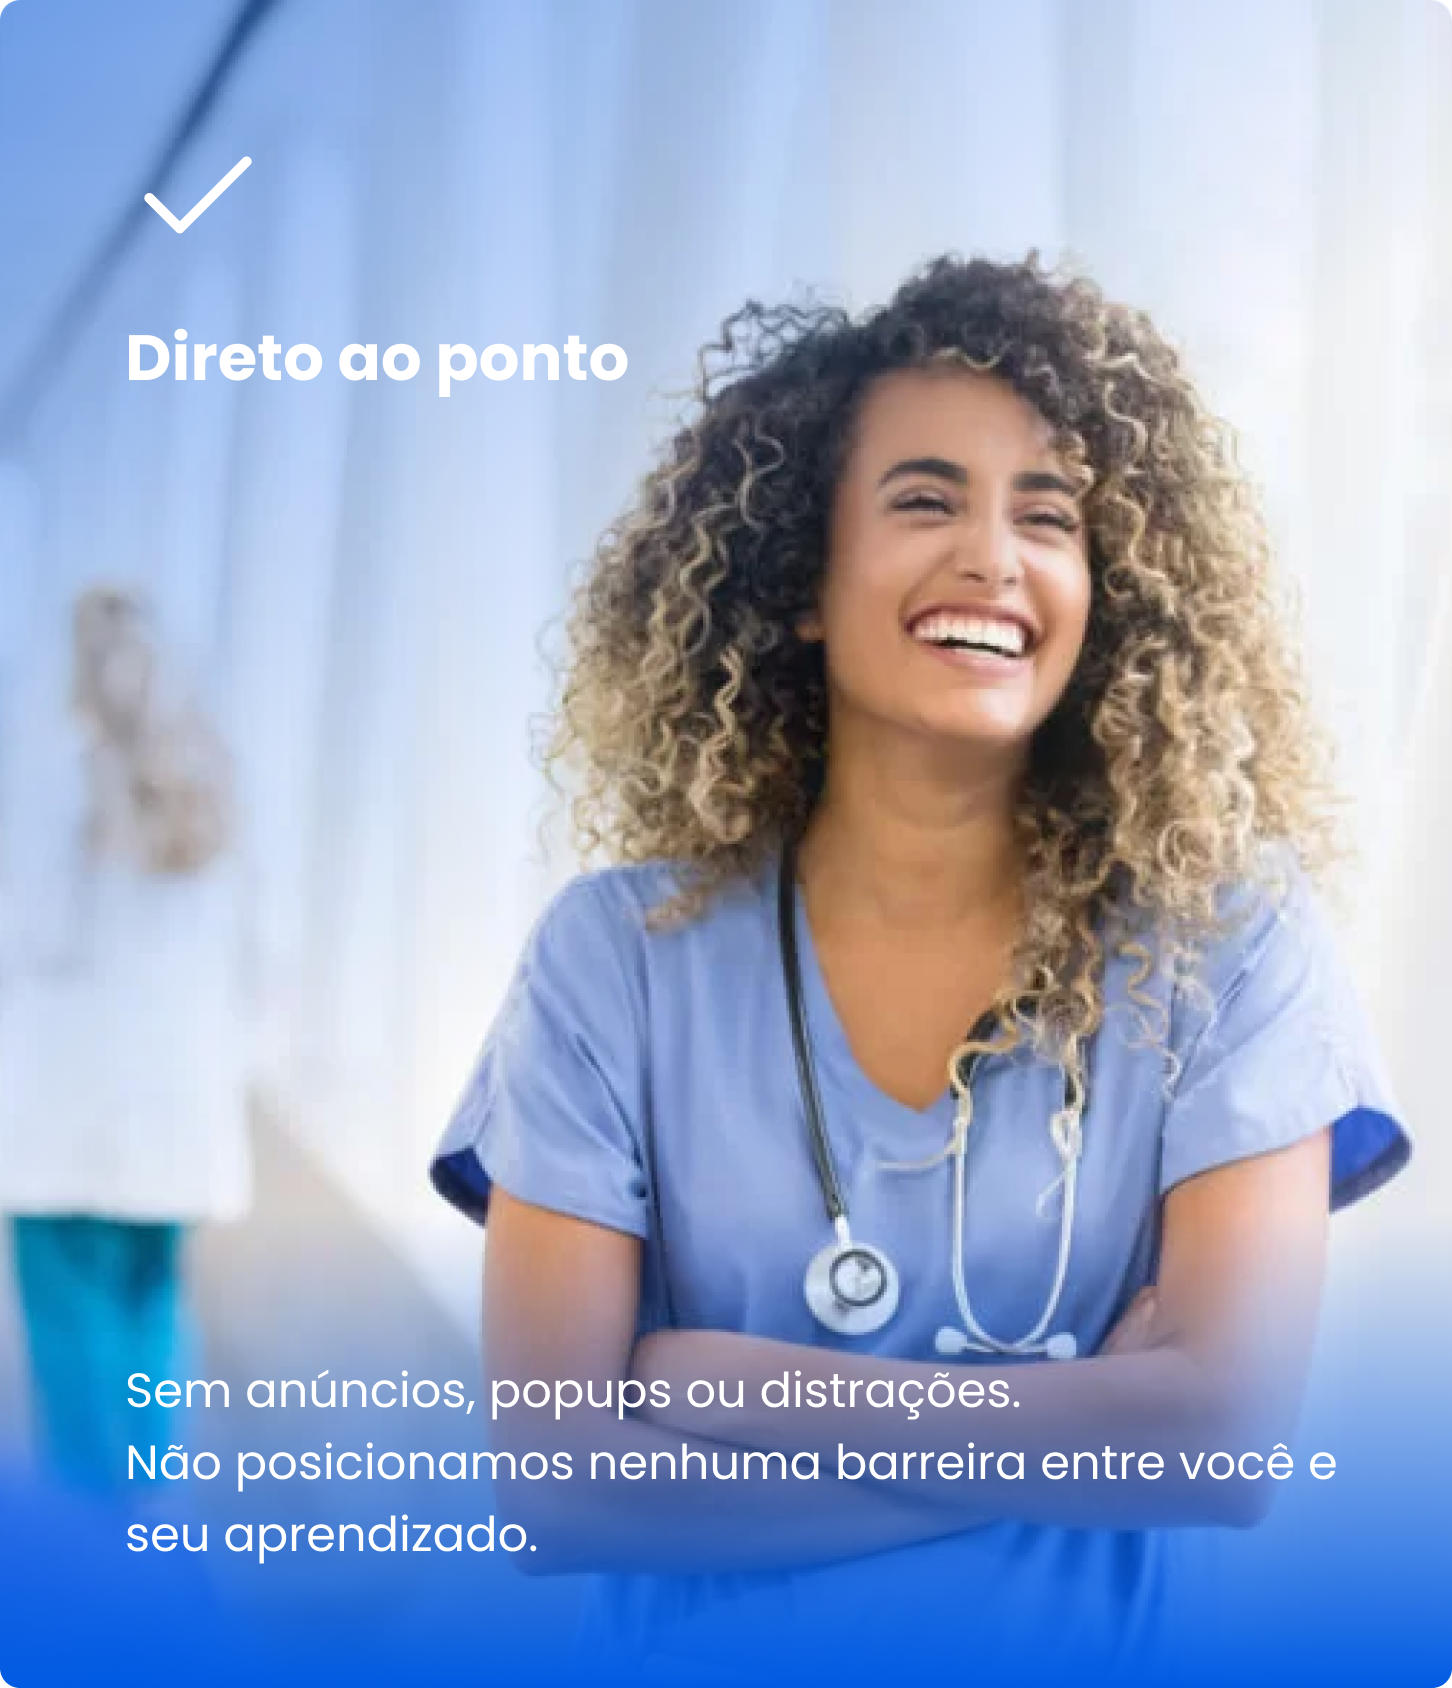 Direto ao ponto
Sem anúncios, popups ou distrações.
Não posicionamos nenhuma barreira entre você e
seu aprendizado.